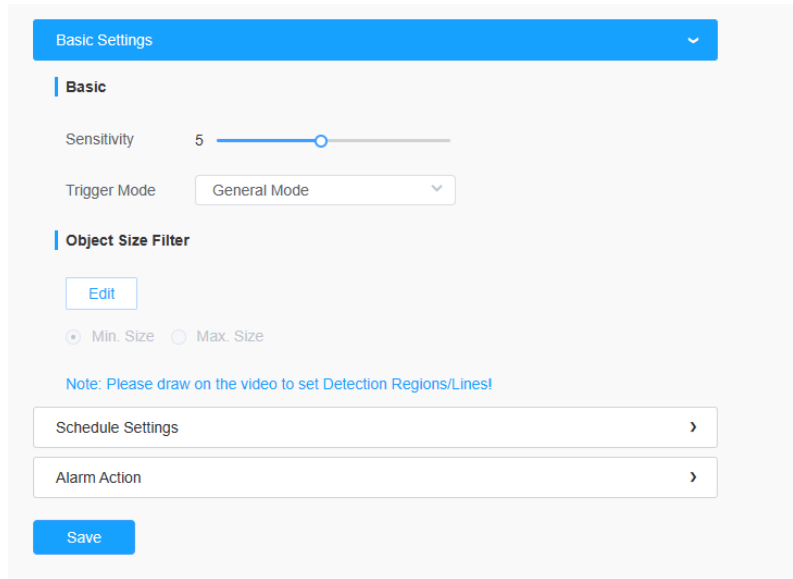 Basic Settings
Basic
Sensitivity 5
Trigger Mode General Mode
Object Size Filter
Edit
Min. Size Max. Size
Note: Please draw on the video to set Detection Regions/Lines!
Schedule Settings
Alarm Action
Save